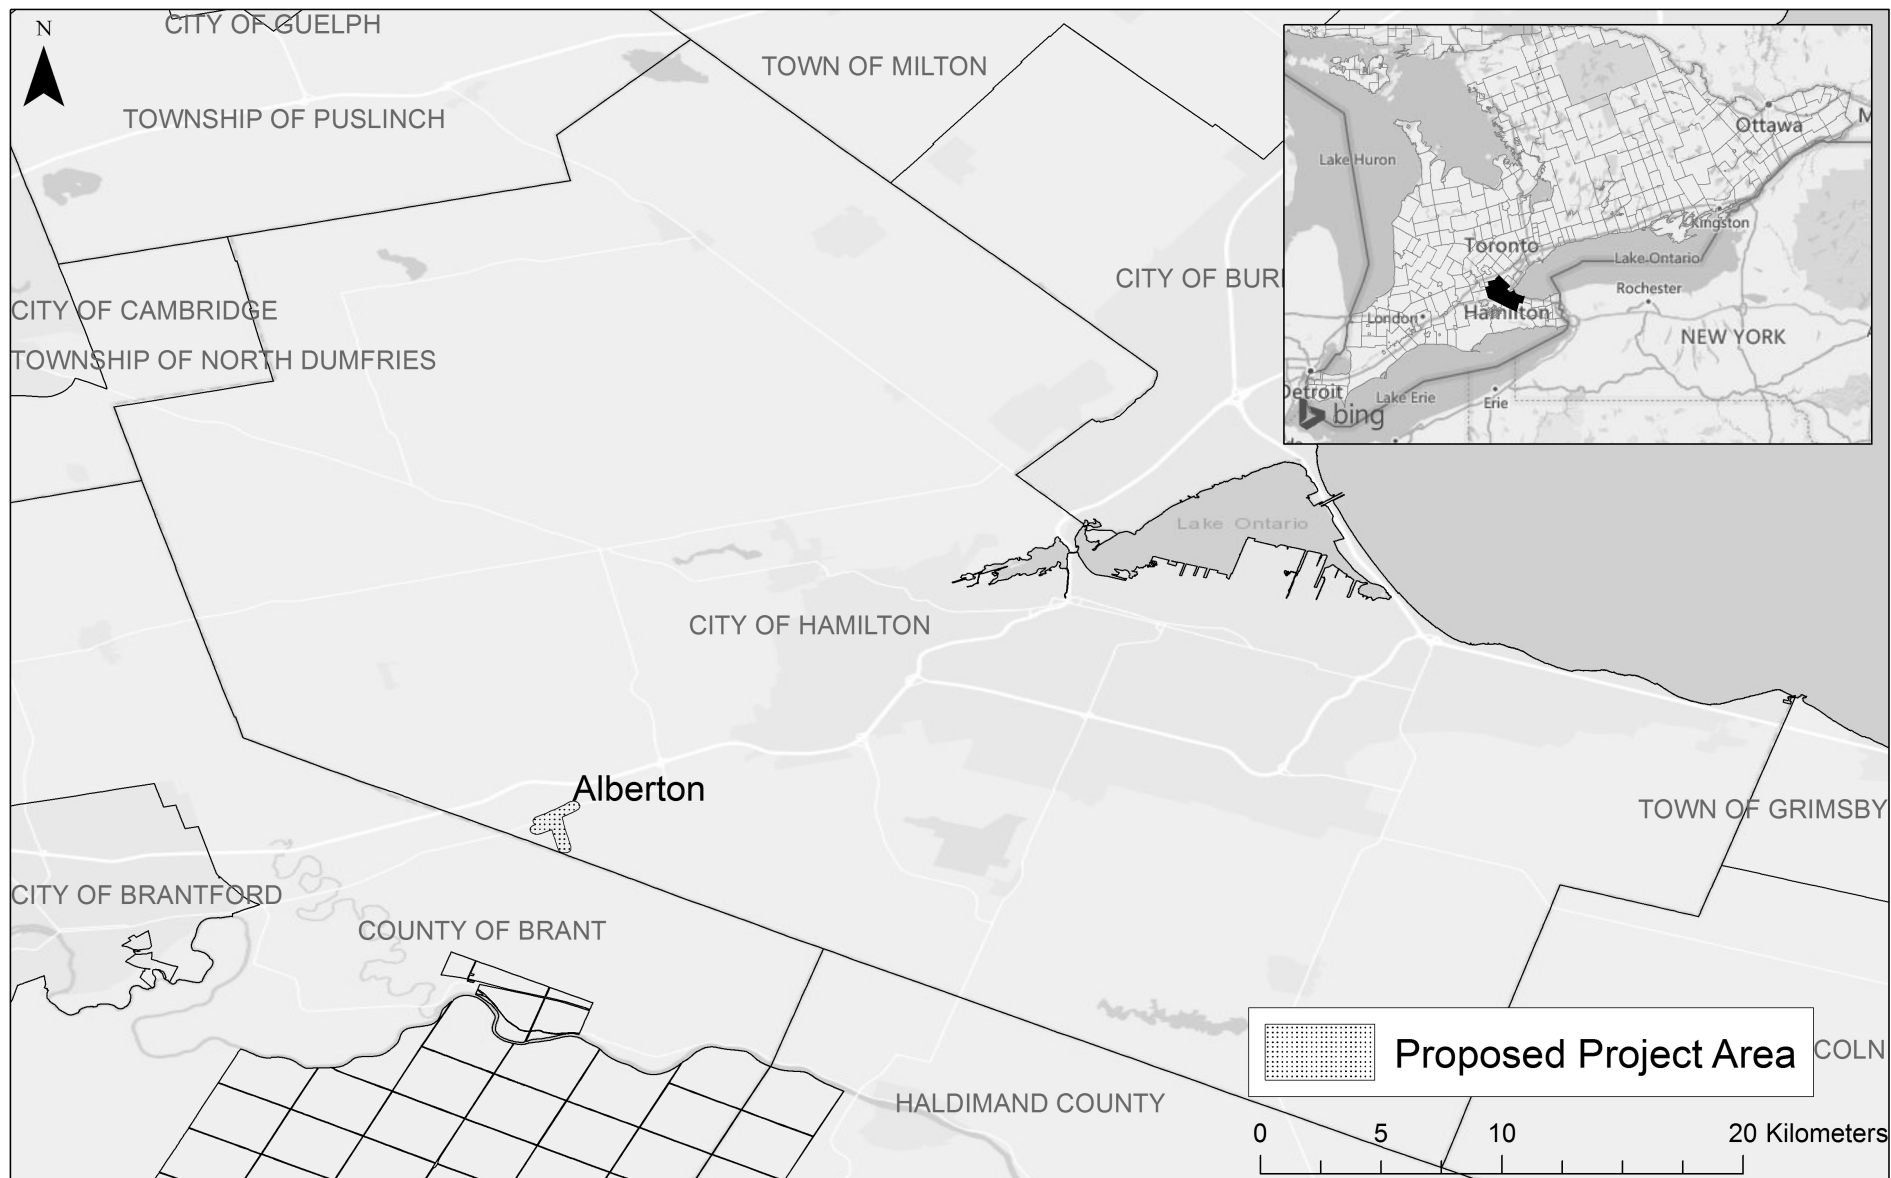 N
CITY OF GUELPH
TOWN OF MILTON
TOWNSHIP OF PUSLINCH
CITY OF BURL
CITY OF CAMBRIDGE
TOWNSHIP OF NORTH DUMFRIES
Lake Ontario
CITY OF HAMILTON
Alberton
TOWN OF GRIMSBY
CITY OF BRANTFORD
COUNTY OF BRANT
HALDIMAND COUNTY
COLN
Proposed Project Area
0 5 10 20 Kilometers
Ottawa
M
Lake Huron
Kingston
Toronto
Lake Ontario
Rochester
London
Hamilton
NEW YORK
Detroit
Lake Erie
Erie
bing